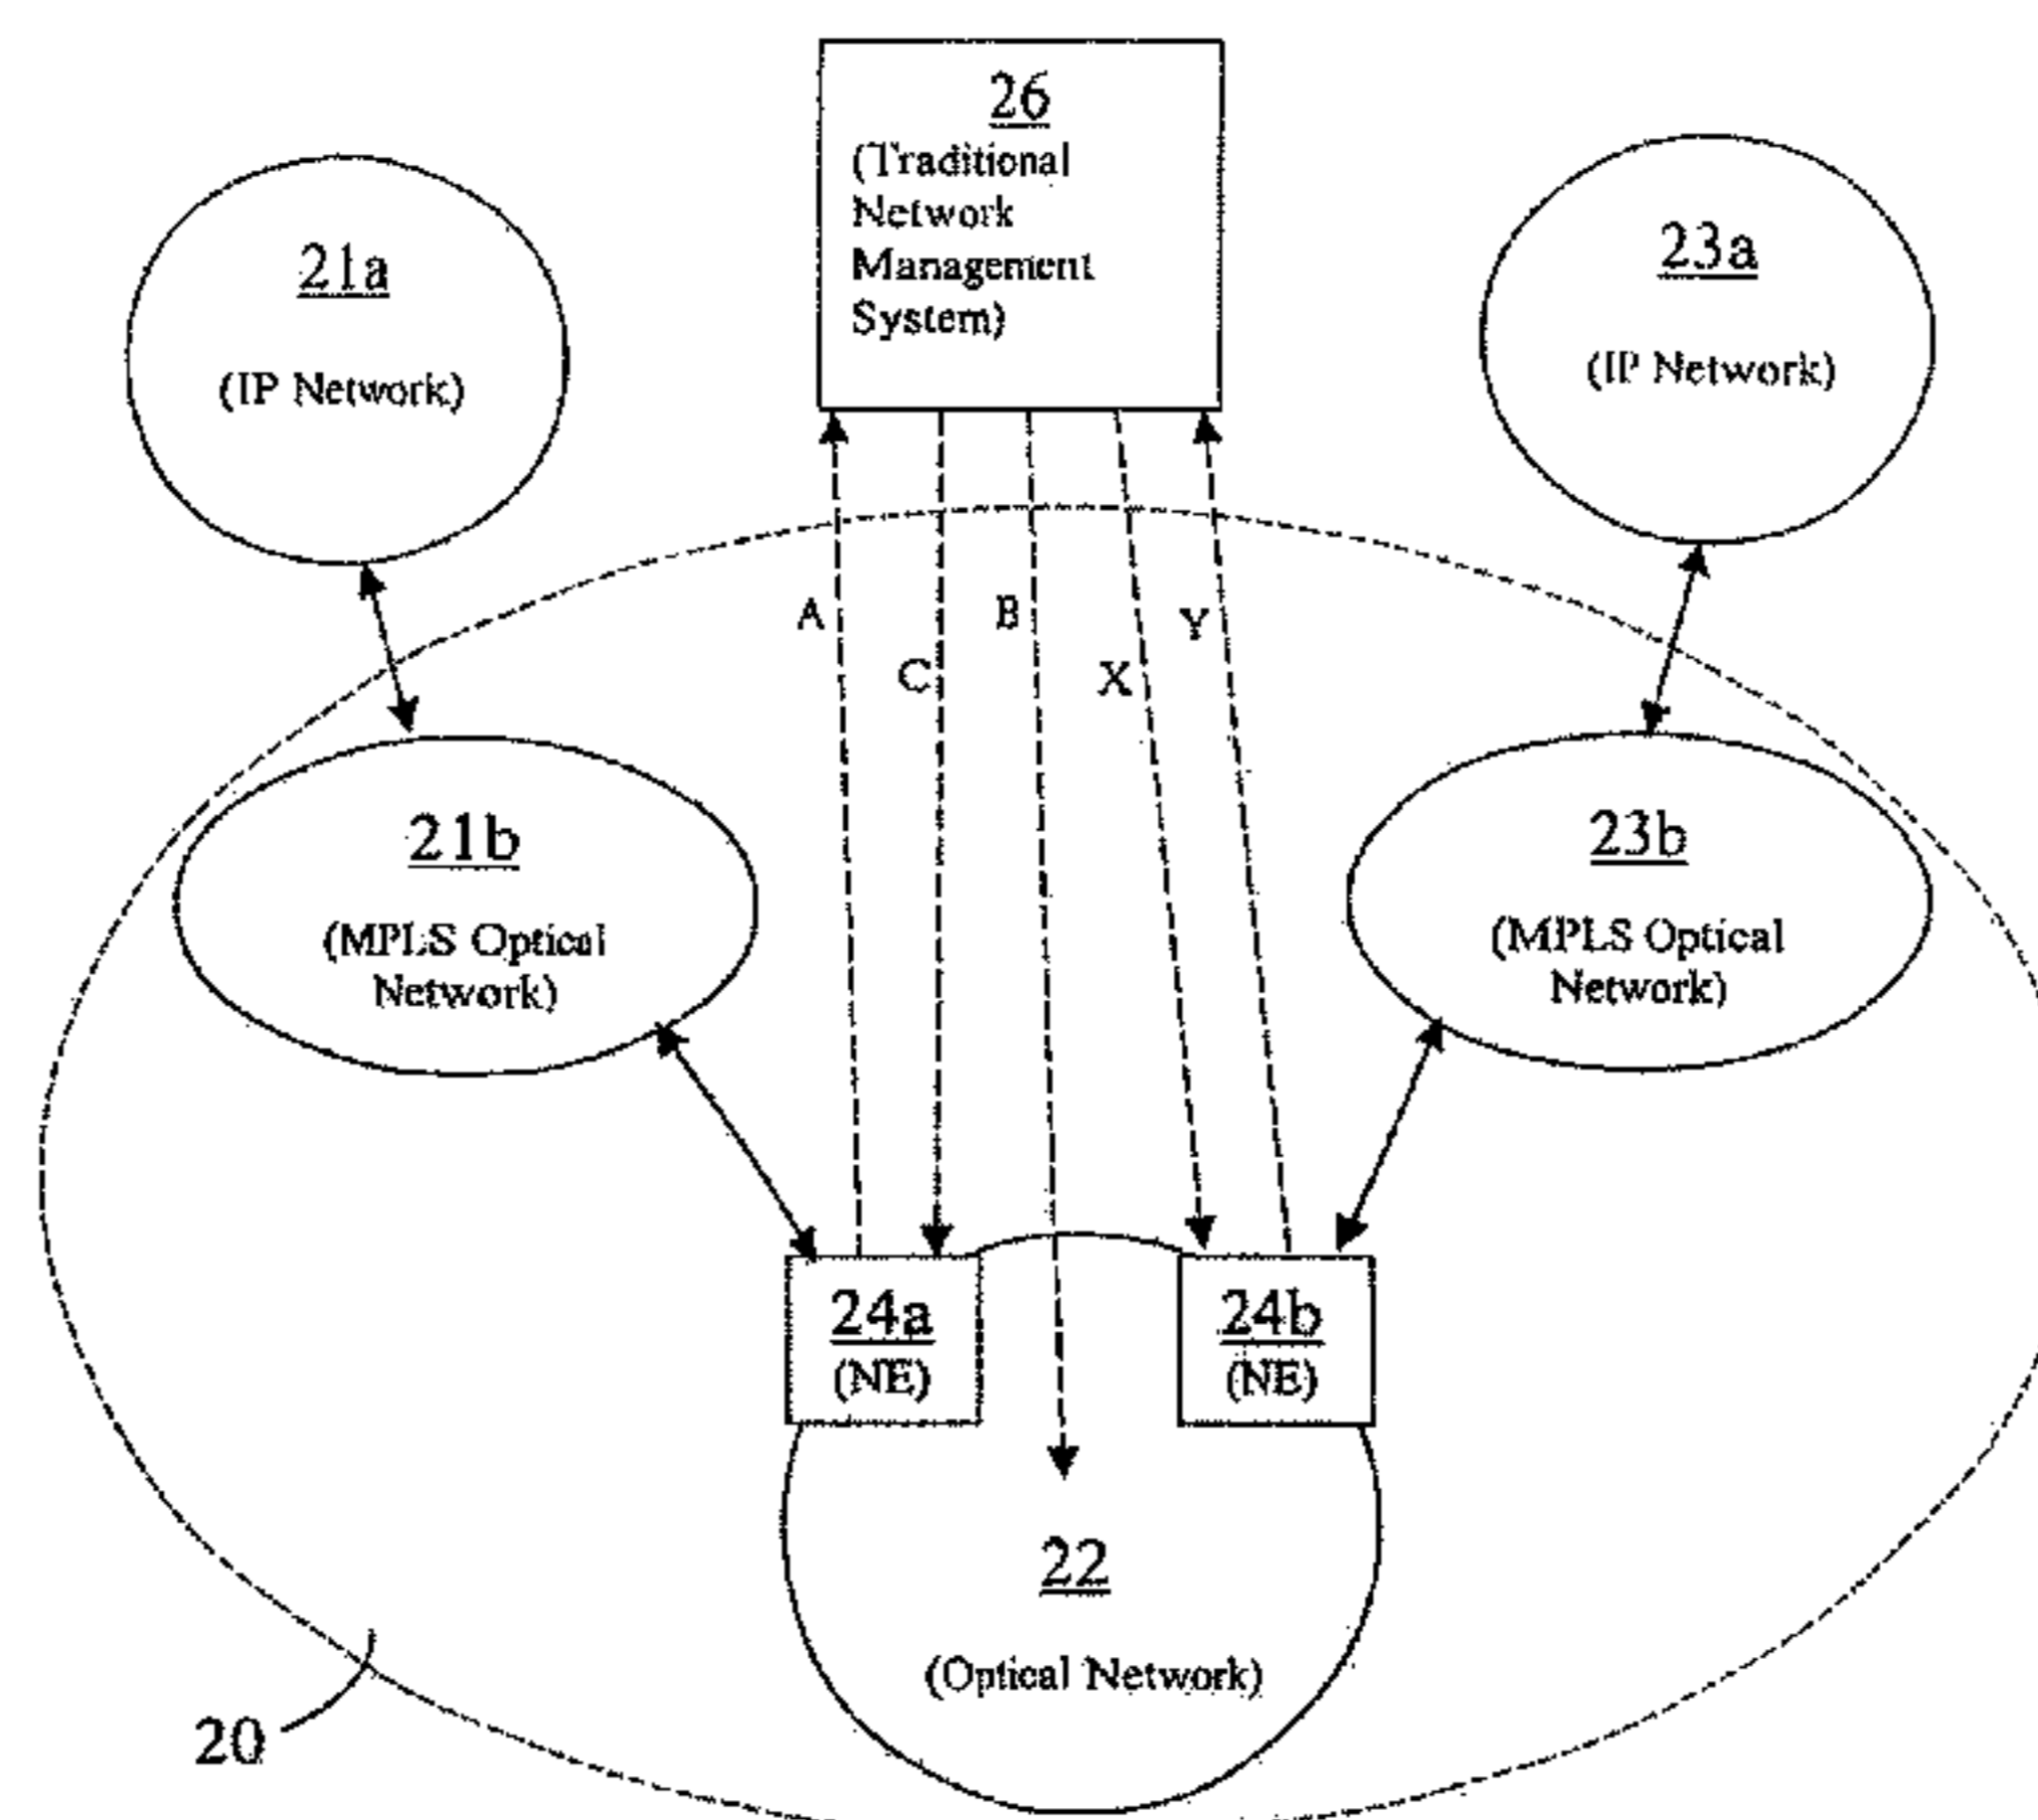 26
(Traditional
Network
Management
System)
21a
(IP Network)
23a
(IP Network)
A
C
B
X
Y
21b
(MPLS Optical
Network)
23b
(MPLS Optical
Network)
24a
(NE)
24b
(NE)
22
(Optical Network)
20